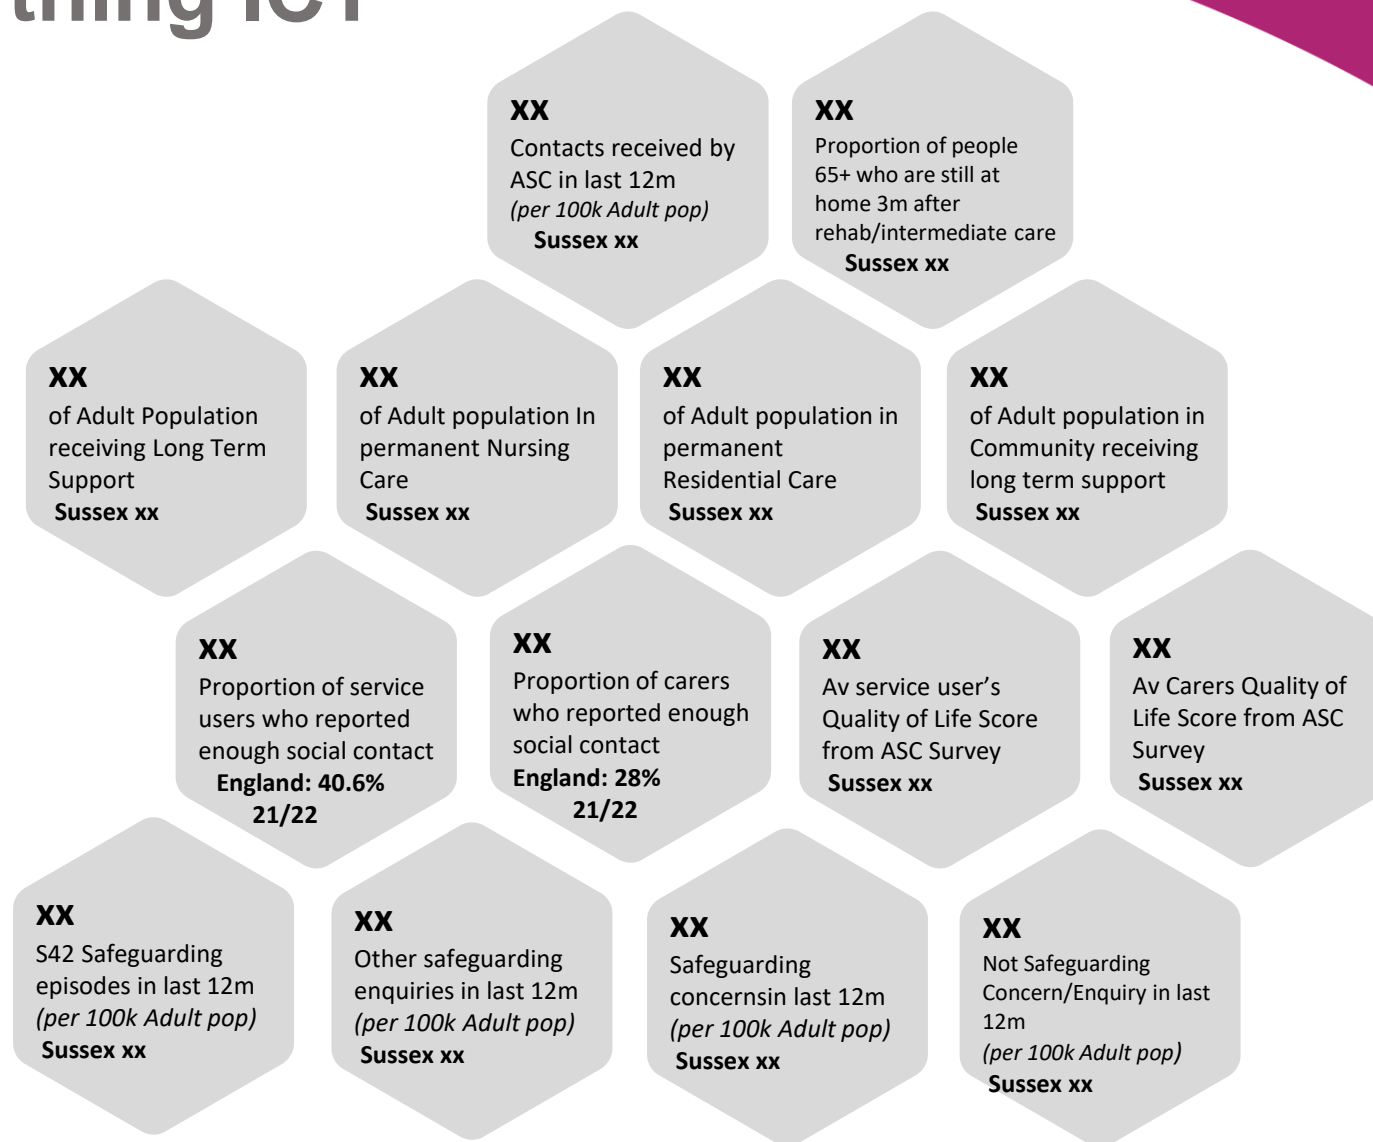 thing ICT
xx
Contacts received by
ASC in last 12m
(per 100k Adult pop)
Sussex xx
xx
Proportion of people
65+ who are still at
home 3m after
rehab/intermediate care
Sussex xx
xx
of Adult Population
receiving Long Term
Support
Sussex xx
xx
of Adult population In
permanent Nursing
Care
Sussex xx
xx
of Adult population in
permanent
Residential Care
Sussex xx
xx
of Adult population in
Community receiving
long term support
Sussex xx
xx
Proportion of service
users who reported
enough social contact
England: 40.6%
21/22
xx
Proportion of carers
who reported enough
social contact
England: 28%
21/22
xx
Av service user’s
Quality of Life Score
from ASC Survey
Sussex xx
xx
Av Carers Quality of
Life Score from ASC
Survey
Sussex xx
xx
S42 Safeguarding
episodes in last 12m
(per 100k Adult pop)
Sussex xx
xx
Other safeguarding
enquiries in last 12m
(per 100k Adult pop)
Sussex xx
xx
Safeguarding
concernsin last 12m
(per 100k Adult pop)
Sussex xx
xx
Not Safeguarding
Concern/Enquiry in last
12m
(per 100k Adult pop)
Sussex xx